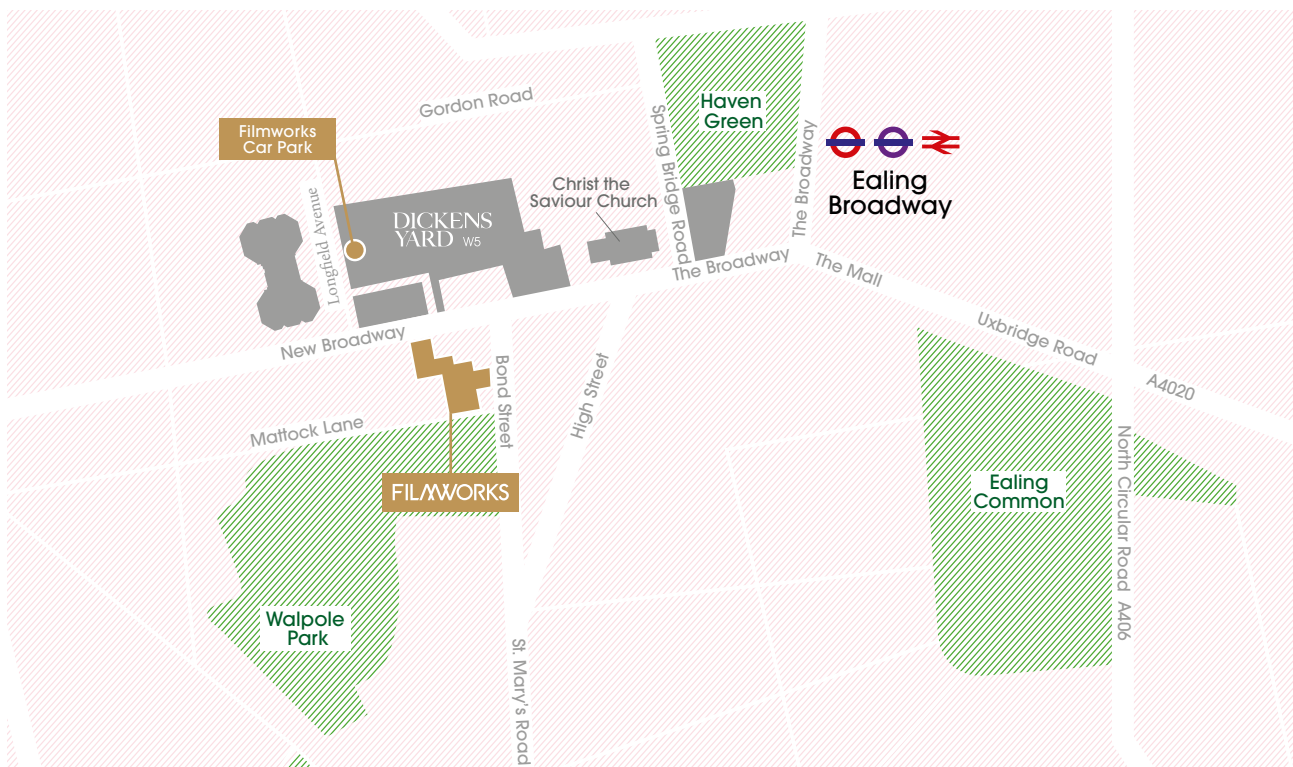 Gordon Road
Haven
Green
Filmworks
Car Park
Spring Bridge Road
The Broadway
Ealing
Broadway
Christ the
Saviour Church
Longfield Avenue
DICKENS
YARD W5
The Broadway
The Mall
New Broadway
Uxbridge Road
A4020
Bond Street
High Street
Mattock Lane
FILMWORKS
Ealing
Common
North Circular Road A406
Walpole
Park
St. Mary's Road